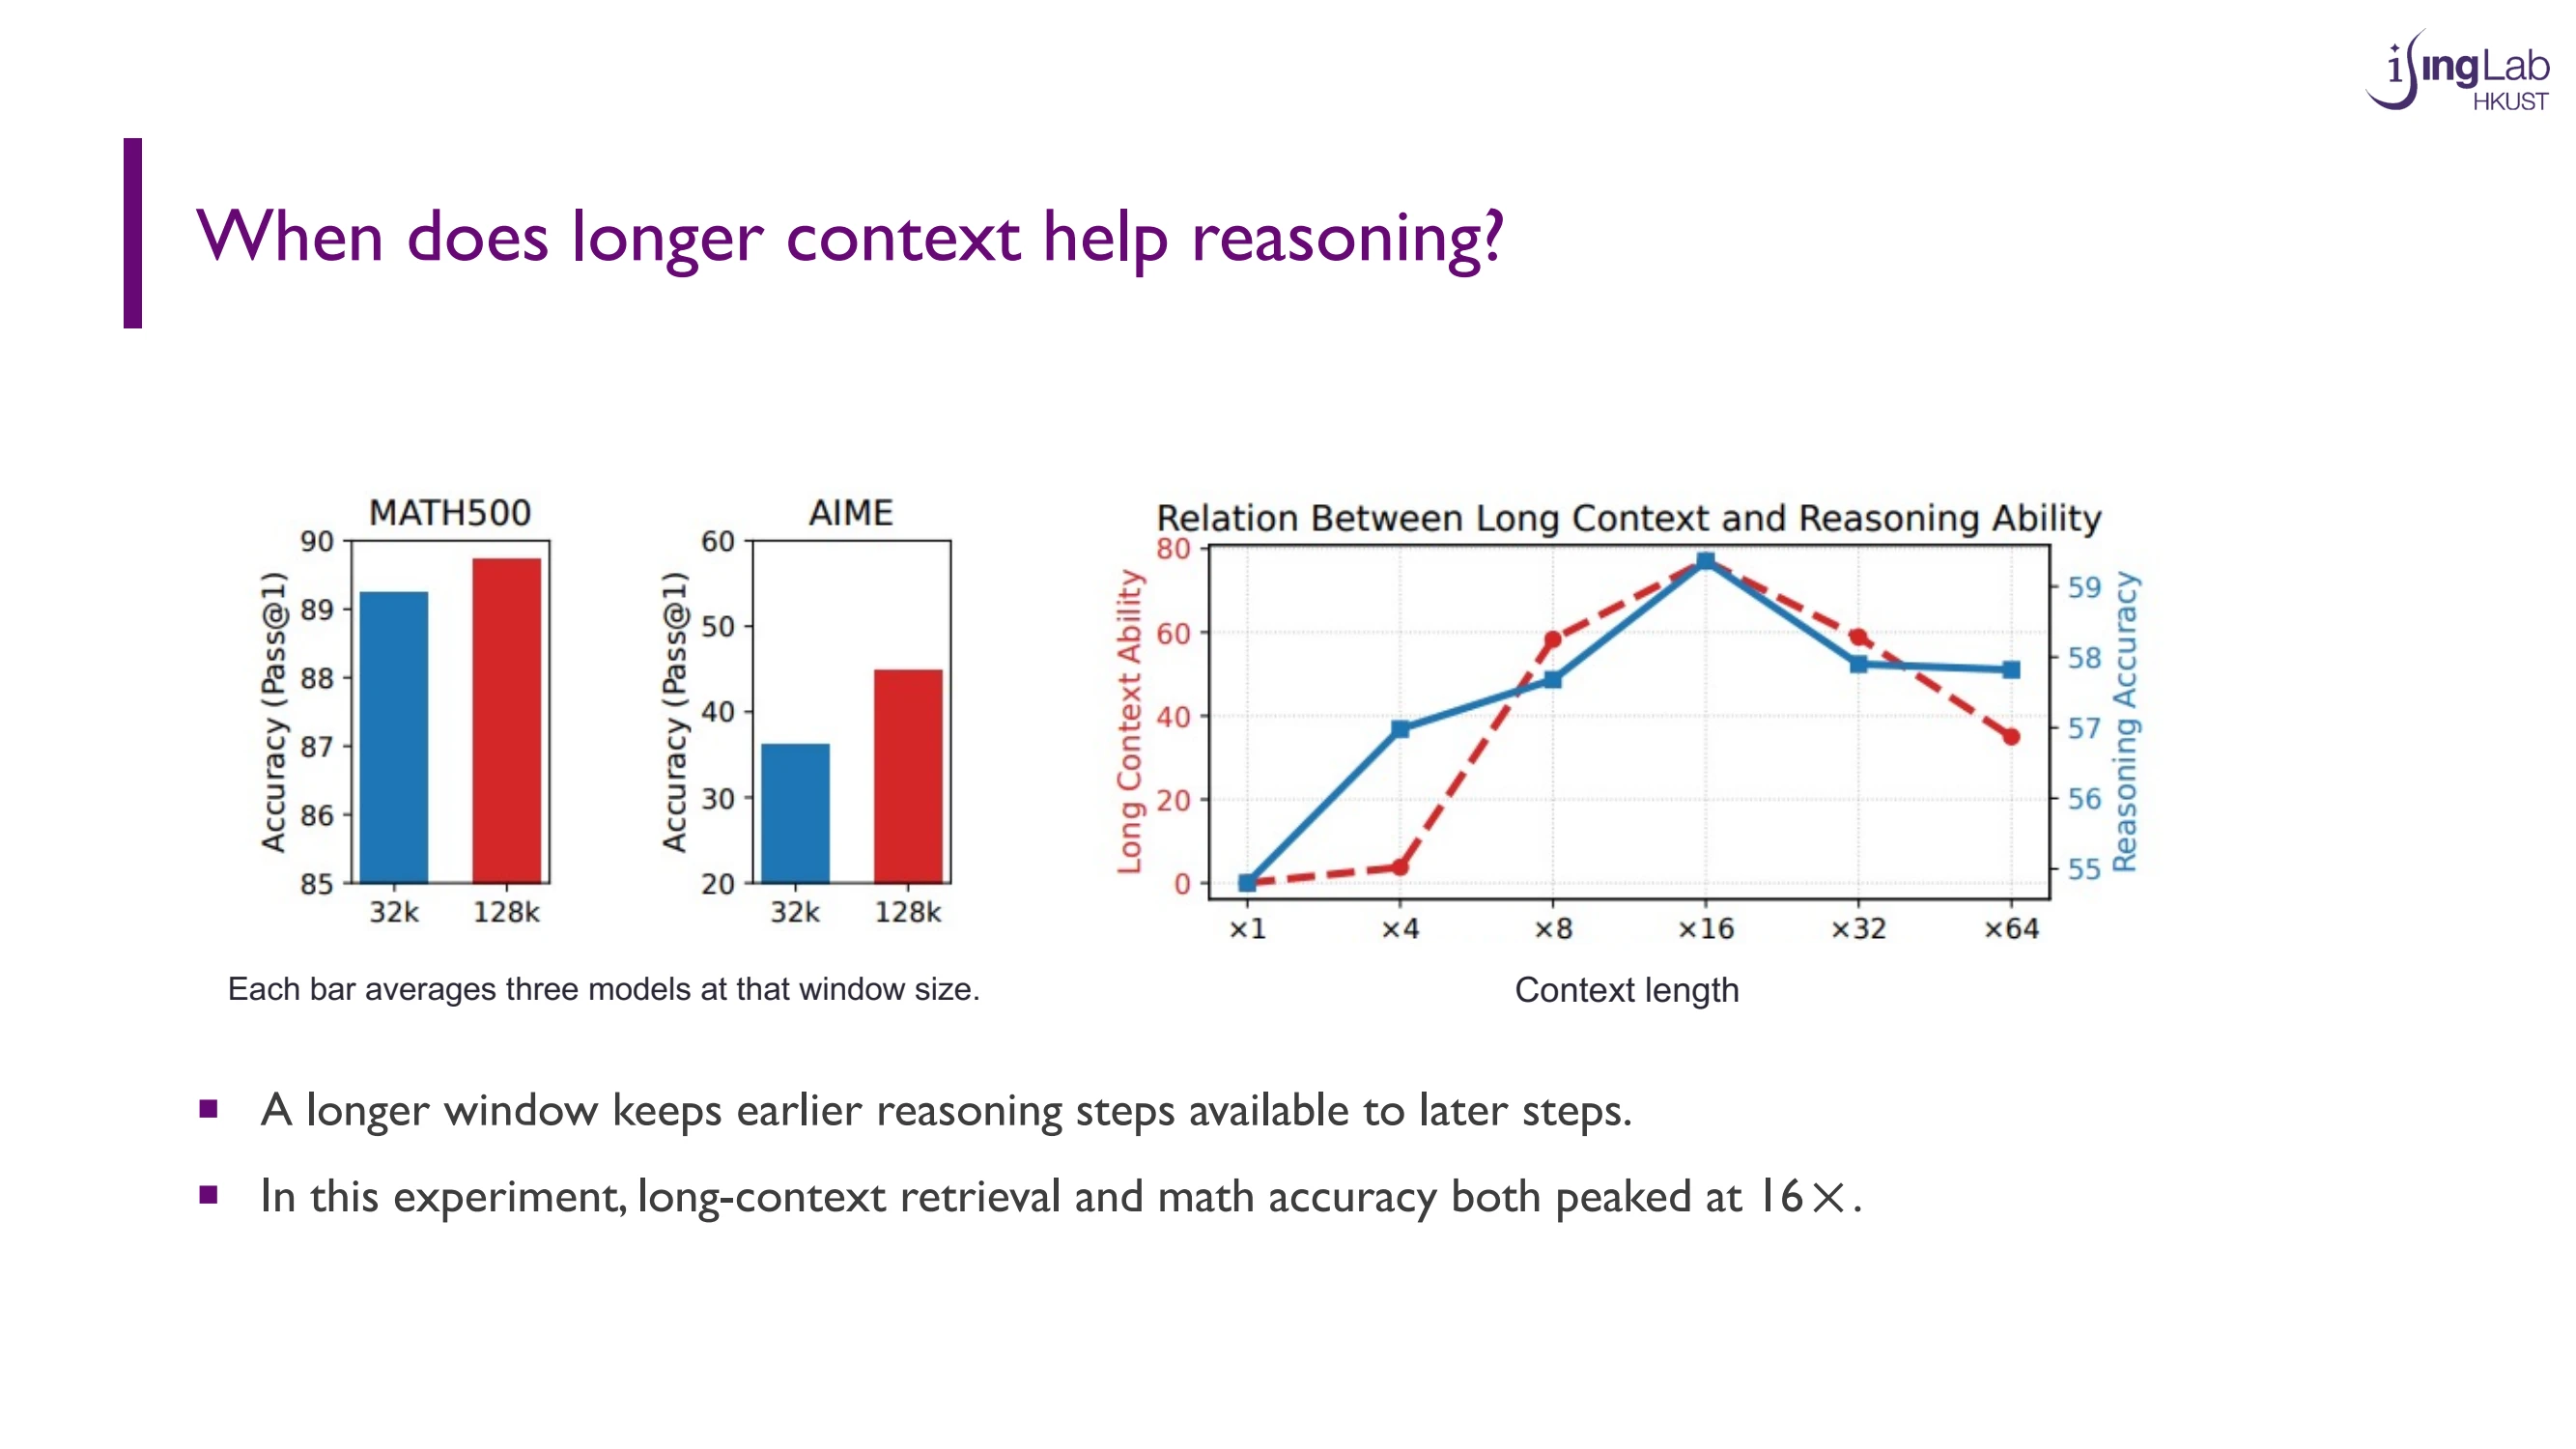 iSingLab
HKUST
When does longer context help reasoning?
MATH500
Accuracy (Pass@1)
90
89
88
87
86
85
32k
128k
AIME
Accuracy (Pass@1)
60
50
40
30
20
32k
128k
Each bar averages three models at that window size.
Relation Between Long Context and Reasoning Ability
Long Context Ability
80
60
40
20
0
59
58
57
56
55
Reasoning Accuracy
×1
×4
×8
×16
×32
×64
Context length
▪ A longer window keeps earlier reasoning steps available to later steps.
▪ In this experiment, long-context retrieval and math accuracy both peaked at 16×.